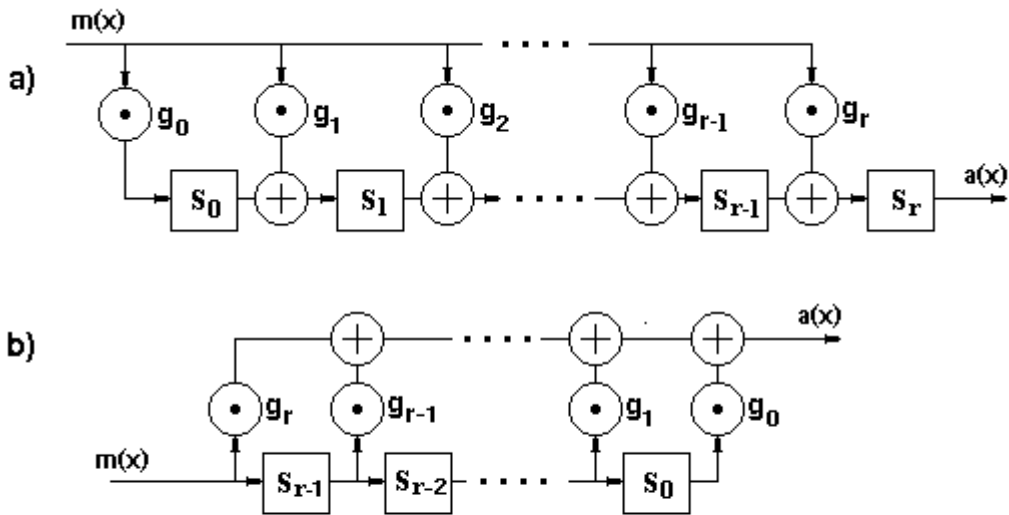 m(x)
a)
g₀ g₁ g₂ gᵣ₋₁ gᵣ
S₀ S₁ Sᵣ₋₁ Sᵣ a(x)
a(x)
b)
gᵣ gᵣ₋₁ g₁ g₀
m(x)
Sᵣ₋₁ Sᵣ₋₂ S₀